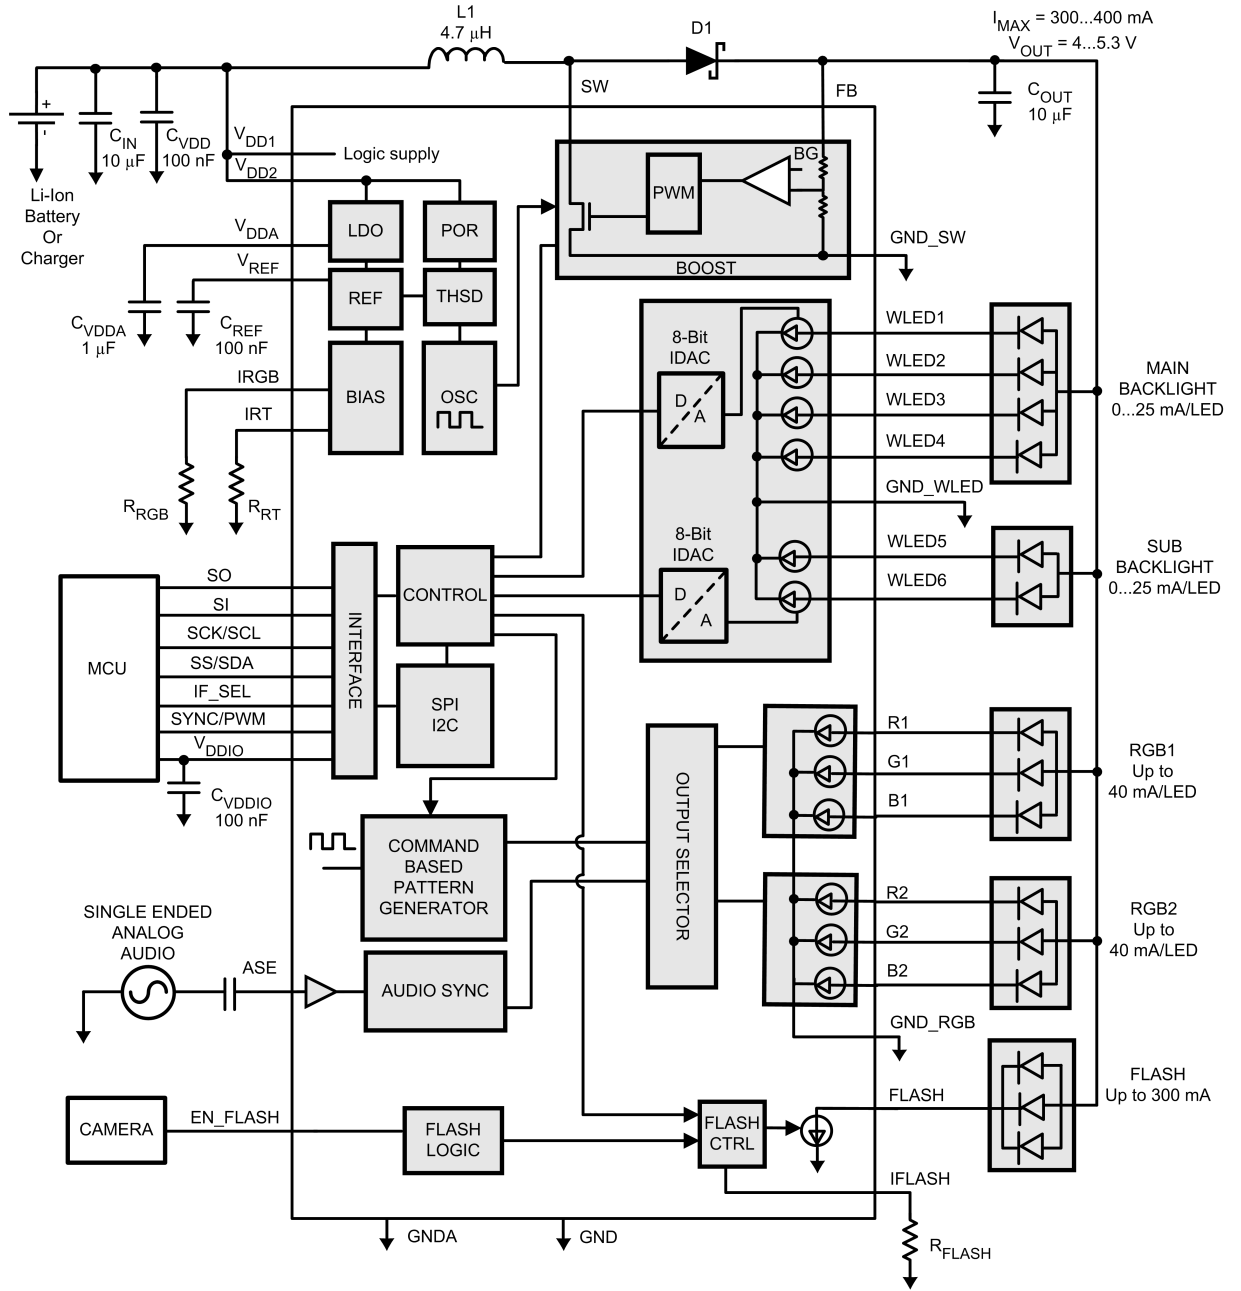 L1
4.7 μH
D1
IMAX = 300...400 mA
VOUT = 4...5.3 V
SW
FB
COUT
10 μF
+
-
CIN
10 μF
CVDD
100 nF
VDD1
Logic supply
VDD2
Li-Ion
Battery
Or
Charger
BG
PWM
BOOST
GND_SW
LDO
POR
VDDA
VREF
REF
THSD
CVDDA
1 μF
CREF
100 nF
IRGB
IRT
BIAS
OSC
RRGB
RRT
8-Bit
IDAC
D
A
WLED1
WLED2
WLED3
WLED4
MAIN
BACKLIGHT
0...25 mA/LED
GND_WLED
8-Bit
IDAC
D
A
WLED5
WLED6
SUB
BACKLIGHT
0...25 mA/LED
MCU
SO
SI
SCK/SCL
SS/SDA
IF_SEL
SYNC/PWM
VDDIO
CVDDIO
100 nF
INTERFACE
CONTROL
SPI
I2C
COMMAND
BASED
PATTERN
GENERATOR
OUTPUT SELECTOR
R1
G1
B1
RGB1
Up to
40 mA/LED
R2
G2
B2
RGB2
Up to
40 mA/LED
GND_RGB
SINGLE ENDED
ANALOG
AUDIO
ASE
AUDIO SYNC
CAMERA
EN_FLASH
FLASH
LOGIC
FLASH
CTRL
FLASH
FLASH
Up to 300 mA
IFLASH
RFLASH
GNDA
GND